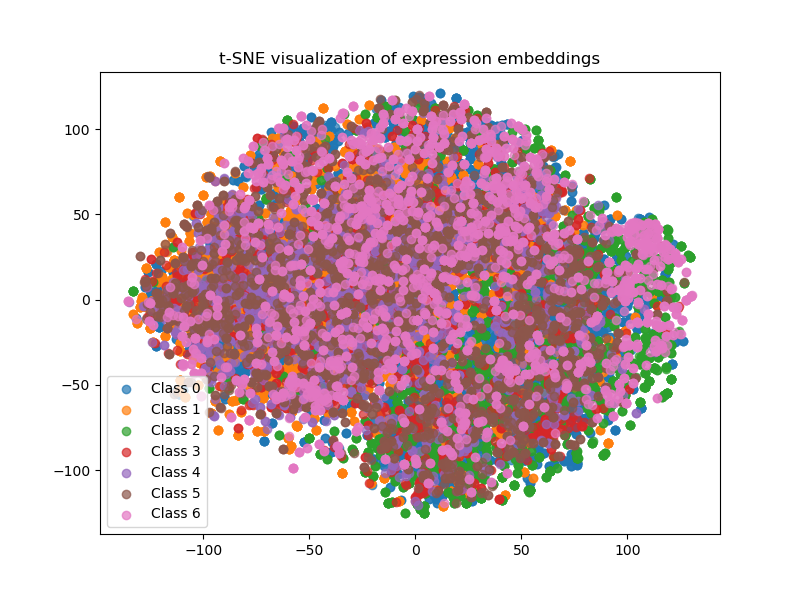 t-SNE visualization of expression embeddings
100
50
0
−50
−100
Class 0
Class 1
Class 2
Class 3
Class 4
Class 5
Class 6
−100 −50 0 50 100